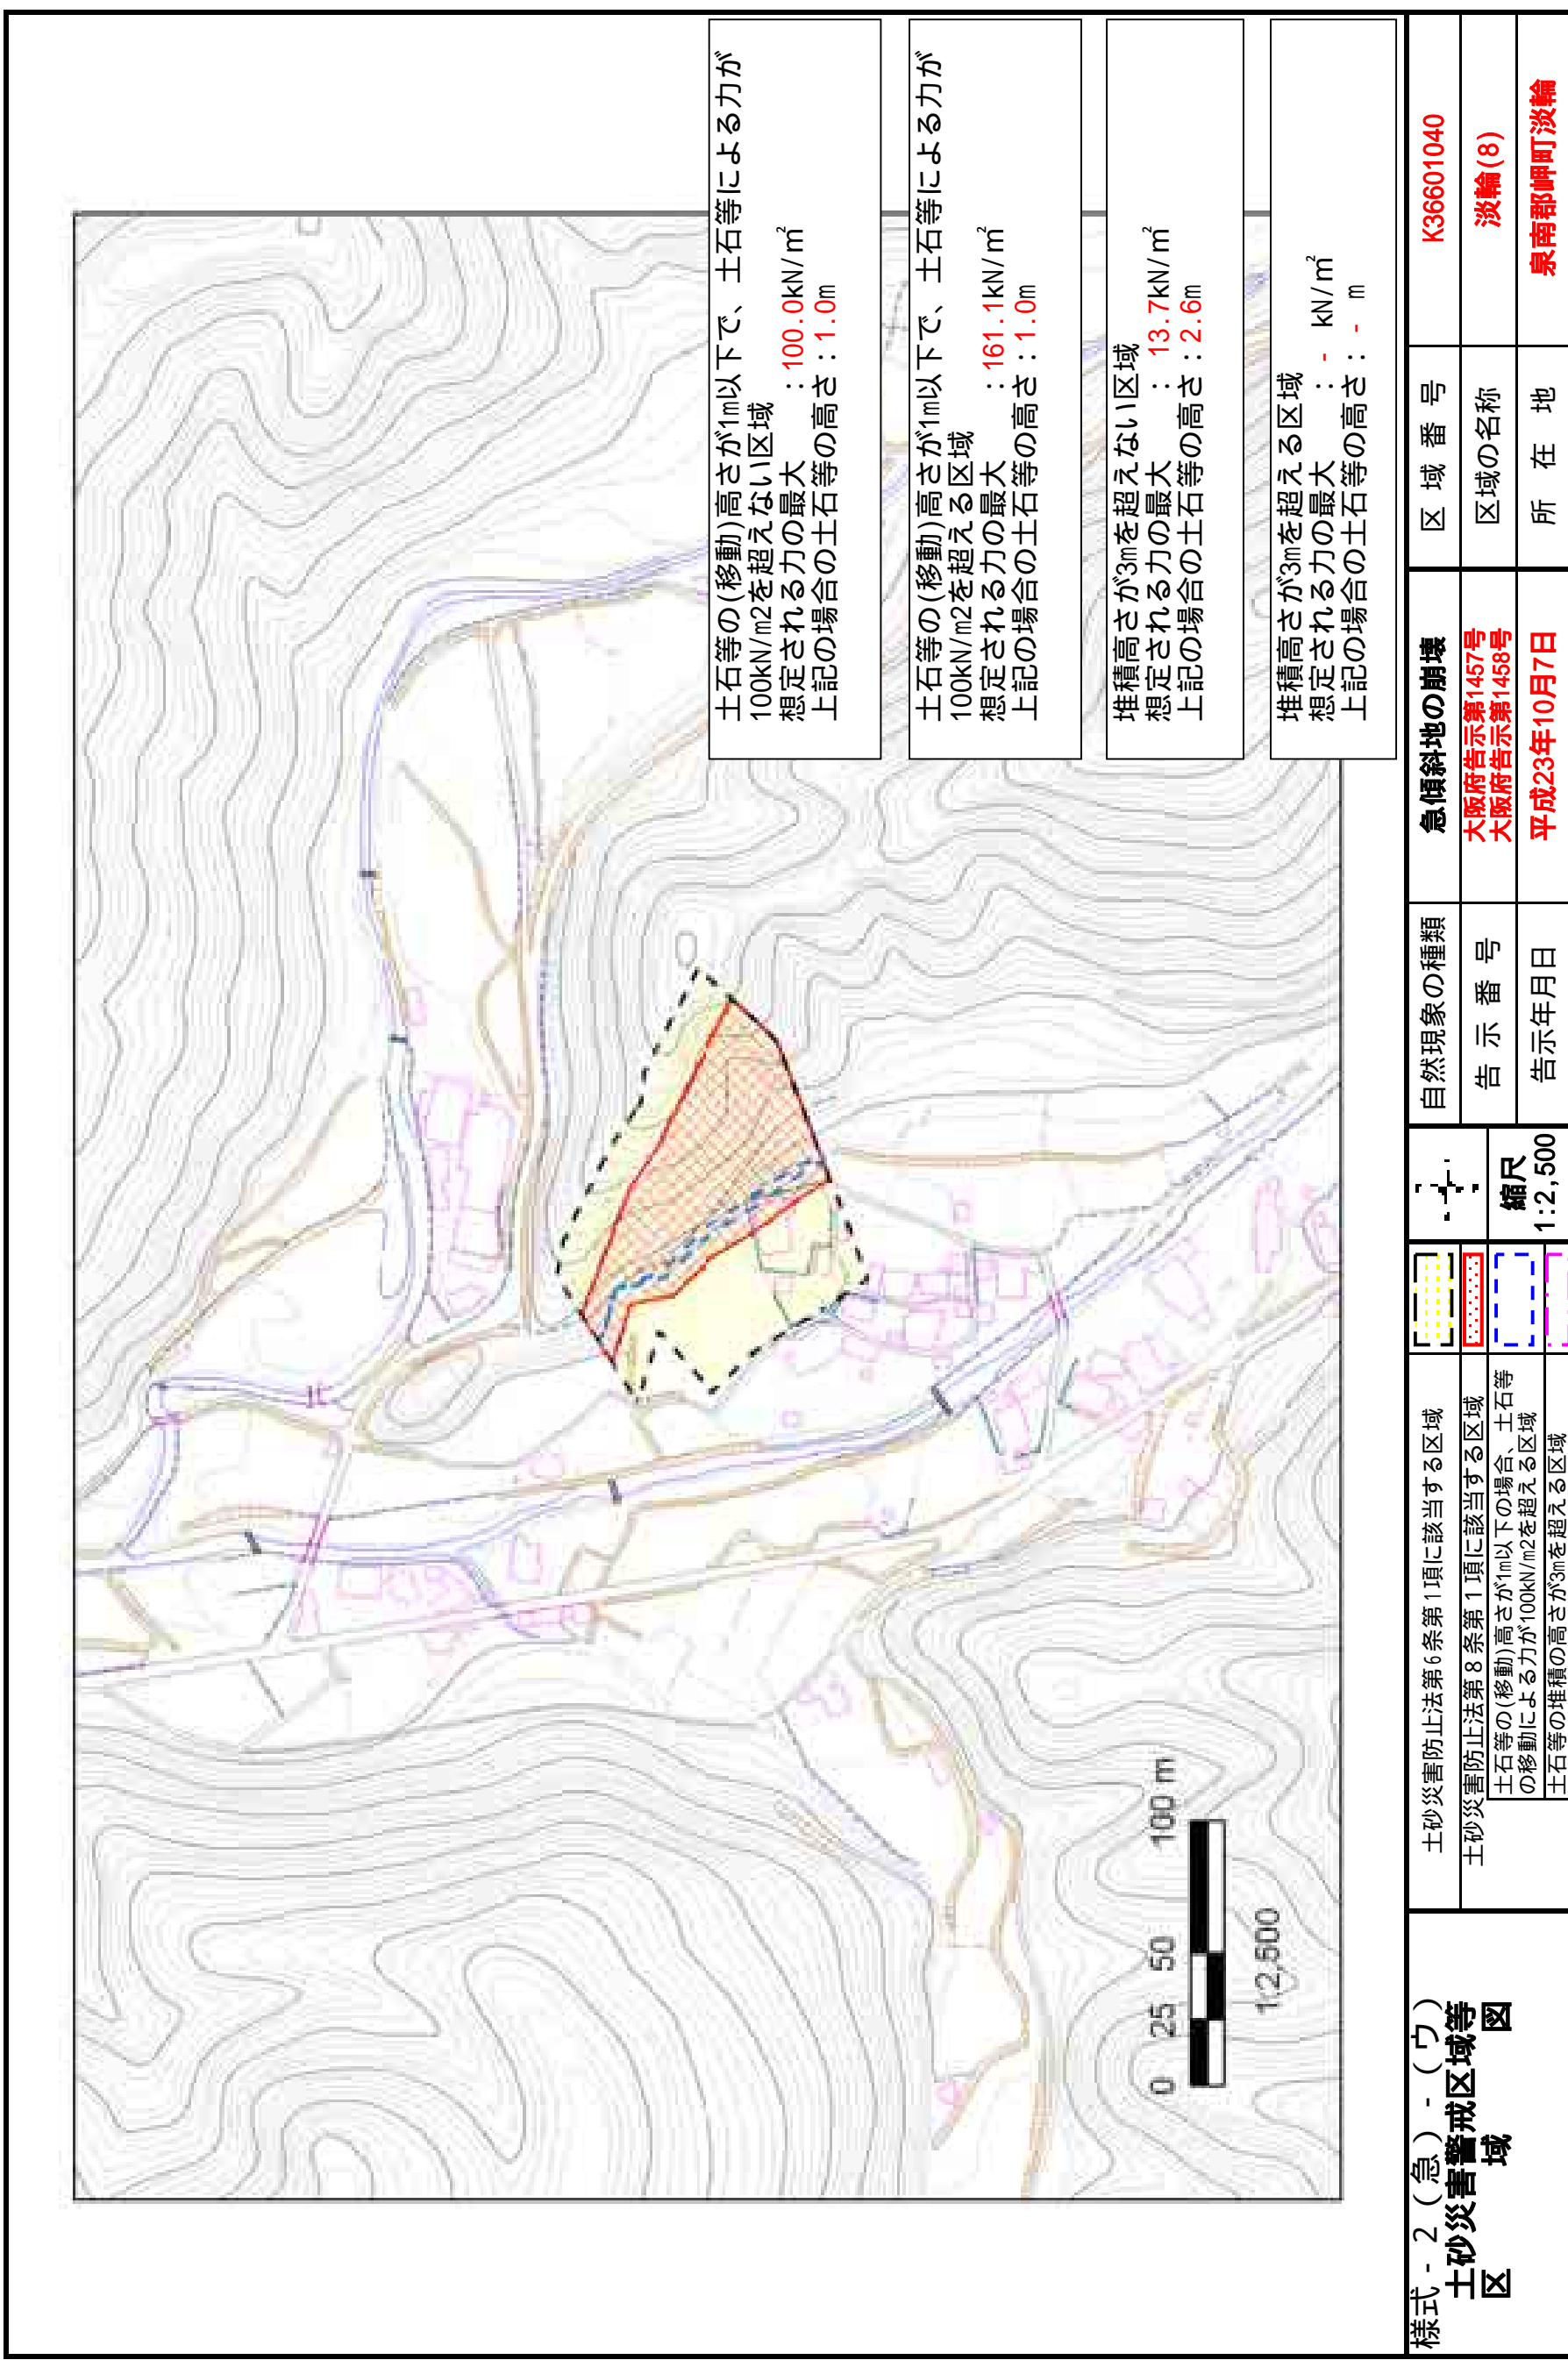 土石等の(移動)高さが1m以下で、土石等による力が
100kN/m2を超えない区域
想定される力の最大　：100.0kN/㎡
上記の場合の土石等の高さ：1.0m
土石等の(移動)高さが1m以下で、土石等による力が
100kN/m2を超える区域
想定される力の最大　：161.1kN/㎡
上記の場合の土石等の高さ：1.0m
堆積高さが3mを超えない区域
想定される力の最大　：13.7kN/㎡
上記の場合の土石等の高さ：2.6m
堆積高さが3mを超える区域
想定される力の最大　：- kN/㎡
上記の場合の土石等の高さ：- m
0 25 50 100 m
1:2,500
様式-2(急)-(ウ)
土砂災害警戒区域等
区域図
土砂災害防止法第6条第1項に該当する区域
土砂災害防止法第8条第1項に該当する区域
土石等の(移動)高さが1m以下の場合、土石等
の移動による力が100kN/m2を超える区域
土石等の堆積の高さが3mを超える区域
縮尺
1:2,500
自然現象の種類 急傾斜地の崩壊
告示番号 大阪府告示第1457号
大阪府告示第1458号
告示年月日 平成23年10月7日
区域番号 K36601040
区域の名称 淡輪(8)
所在地 泉南郡岬町淡輪